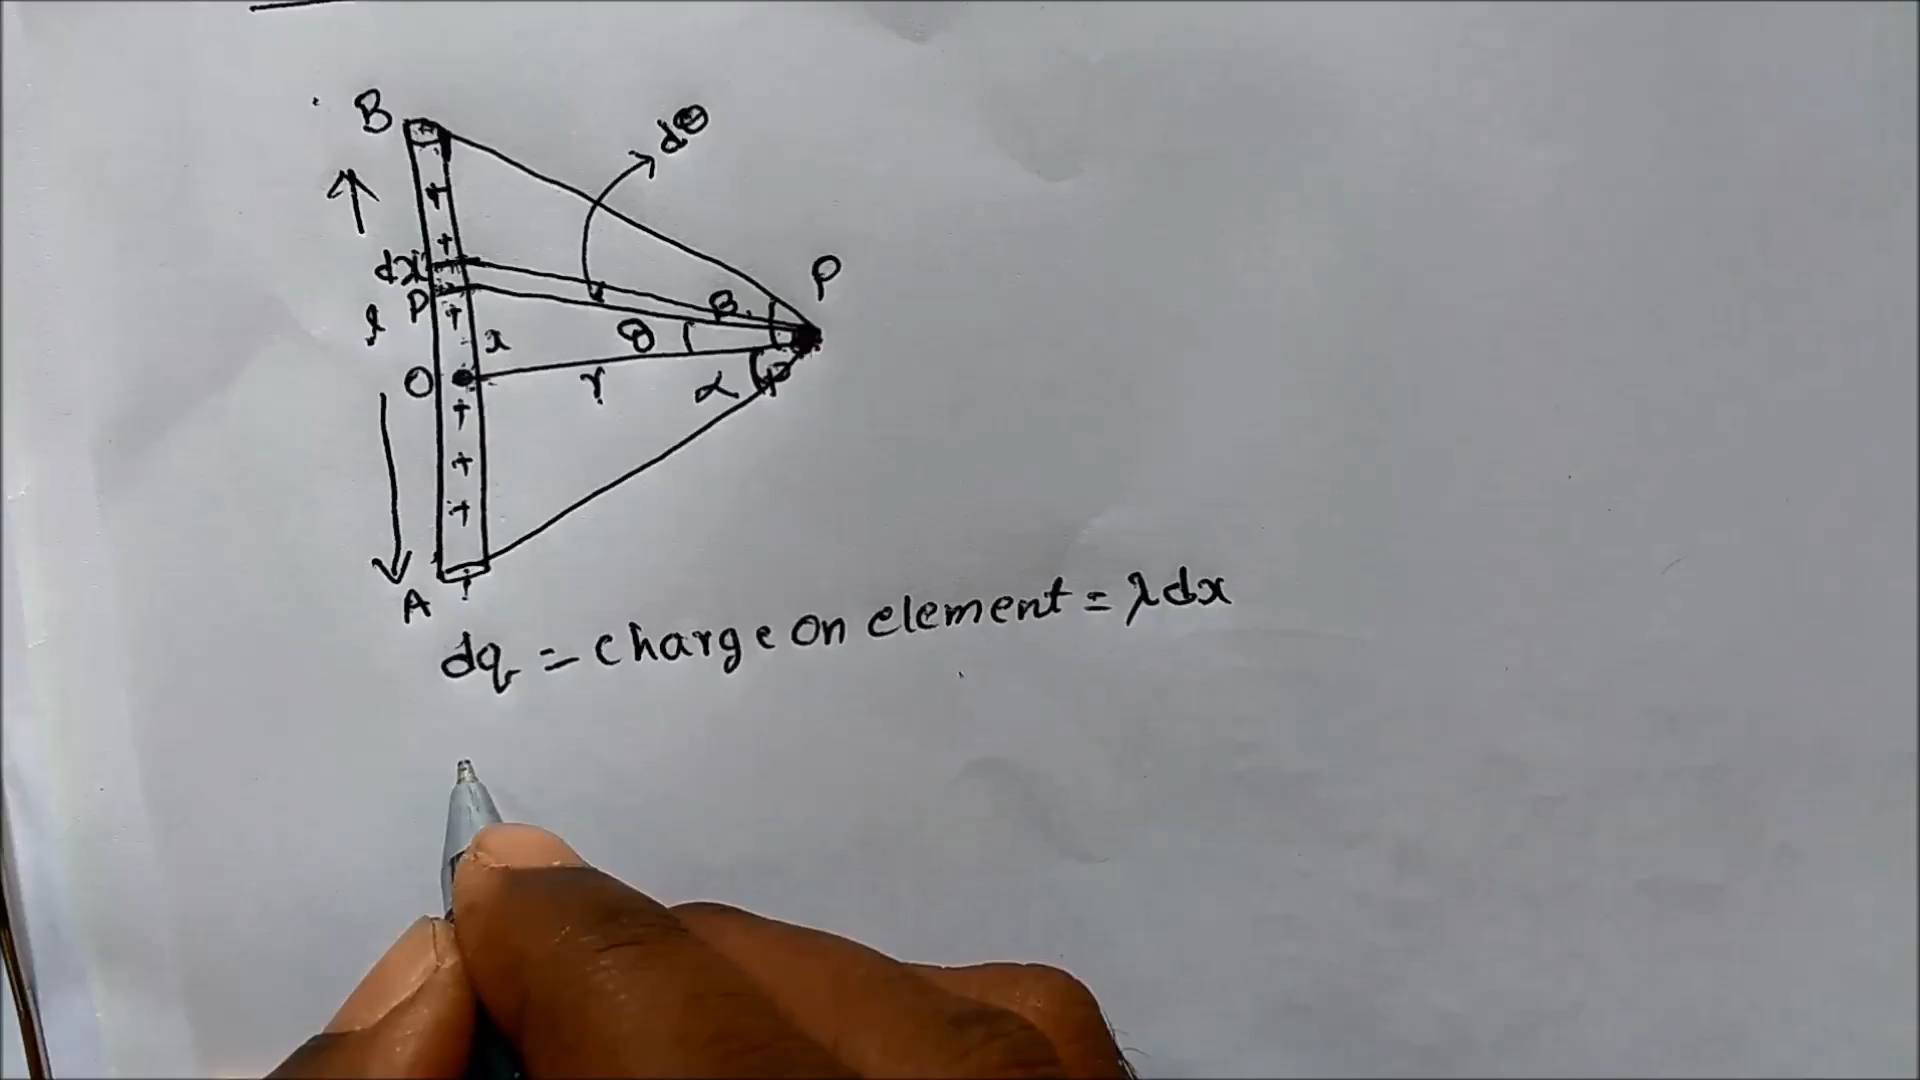 B
dθ
dx
P
l
x
O
r
θ
β
α
P
A
dq = charge on element = λdx